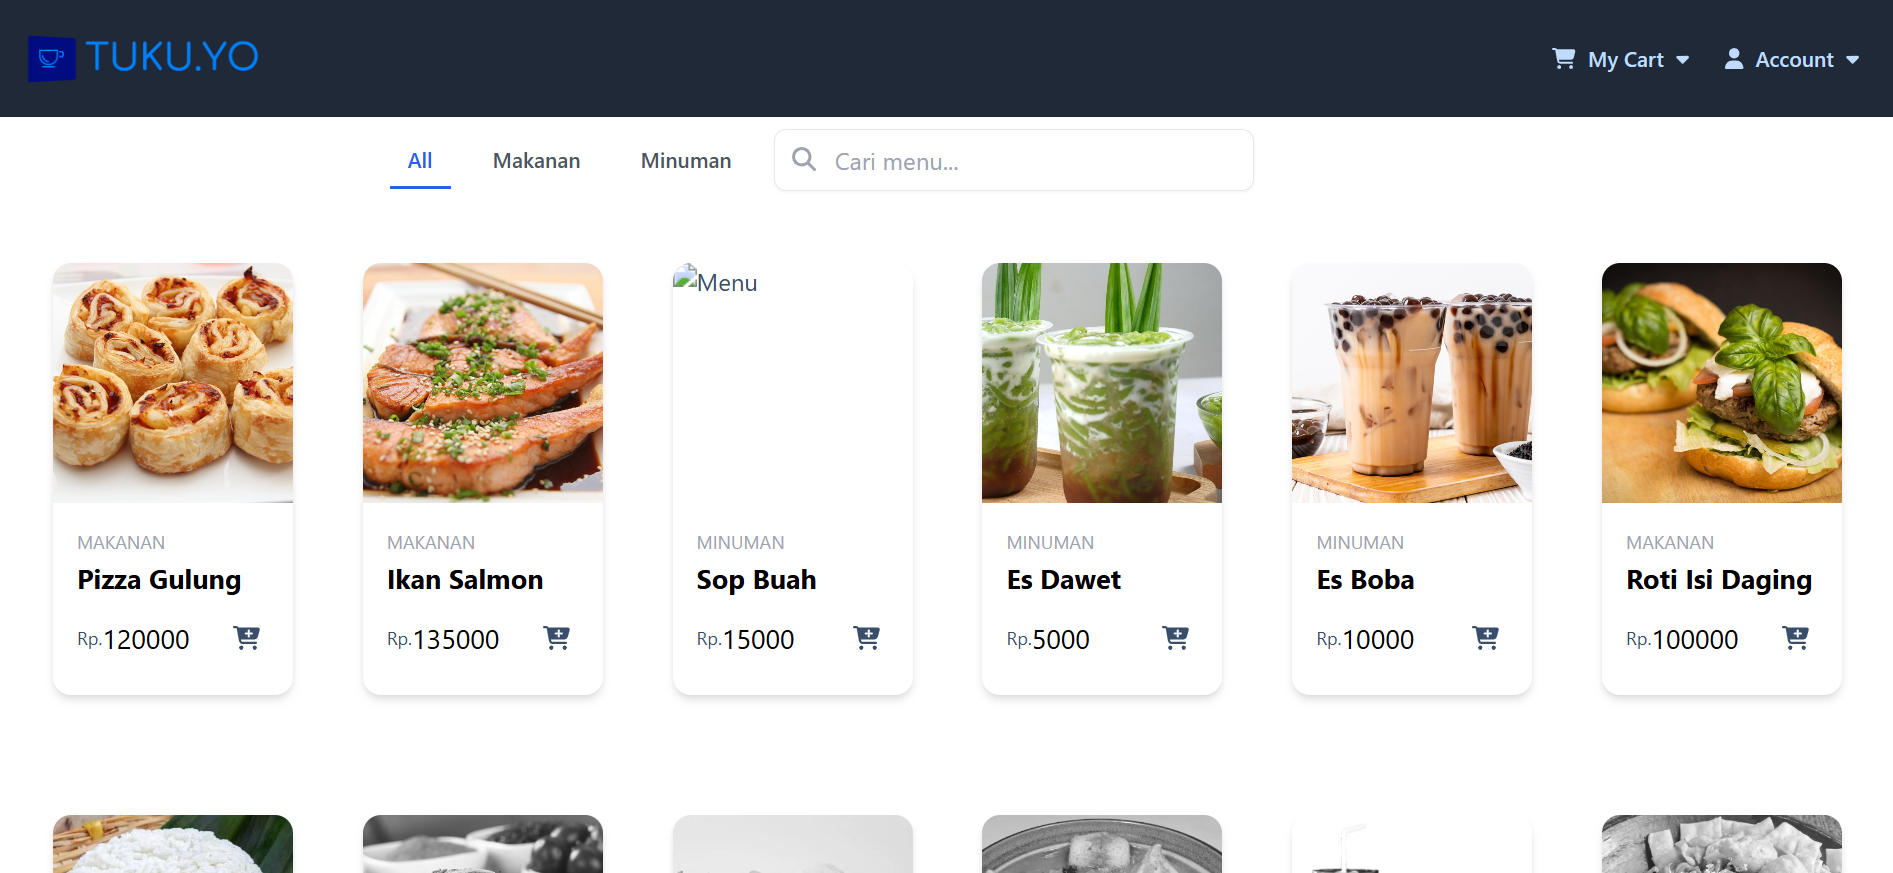 TUKU.YO
My Cart
Account
All
Makanan
Minuman
Cari menu...
Menu
MAKANAN
Pizza Gulung
Rp.120000
MAKANAN
Ikan Salmon
Rp.135000
MINUMAN
Sop Buah
Rp.15000
MINUMAN
Es Dawet
Rp.5000
MINUMAN
Es Boba
Rp.10000
MAKANAN
Roti Isi Daging
Rp.100000